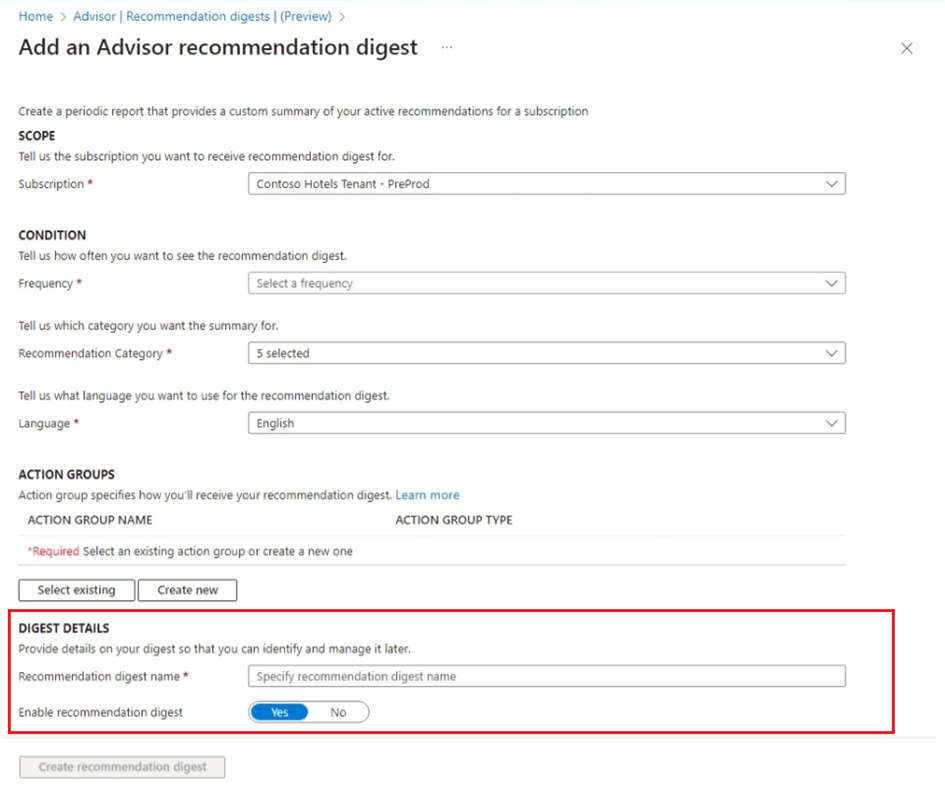 Home > Advisor | Recommendation digests | (Preview) >
Add an Advisor recommendation digest ...
Create a periodic report that provides a custom summary of your active recommendations for a subscription
SCOPE
Tell us the subscription you want to receive recommendation digest for.
Subscription * Contoso Hotels Tenant - PreProd
CONDITION
Tell us how often you want to see the recommendation digest.
Frequency * Select a frequency
Tell us which category you want the summary for.
Recommendation Category * 5 selected
Tell us what language you want to use for the recommendation digest.
Language * English
ACTION GROUPS
Action group specifies how you'll receive your recommendation digest. Learn more
ACTION GROUP NAME ACTION GROUP TYPE
*Required Select an existing action group or create a new one
Select existing Create new
DIGEST DETAILS
Provide details on your digest so that you can identify and manage it later.
Recommendation digest name * Specify recommendation digest name
Enable recommendation digest Yes No
Create recommendation digest